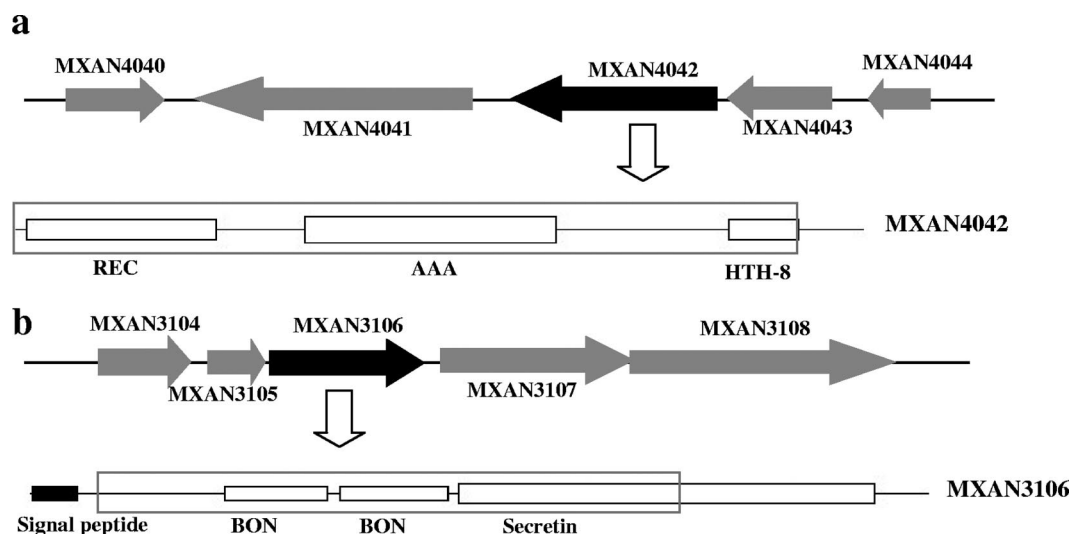 a
MXAN4040
MXAN4041
MXAN4042
MXAN4043
MXAN4044
REC
AAA
HTH-8
MXAN4042
b
MXAN3104
MXAN3105
MXAN3106
MXAN3107
MXAN3108
Signal peptide
BON
BON
Secretin
MXAN3106